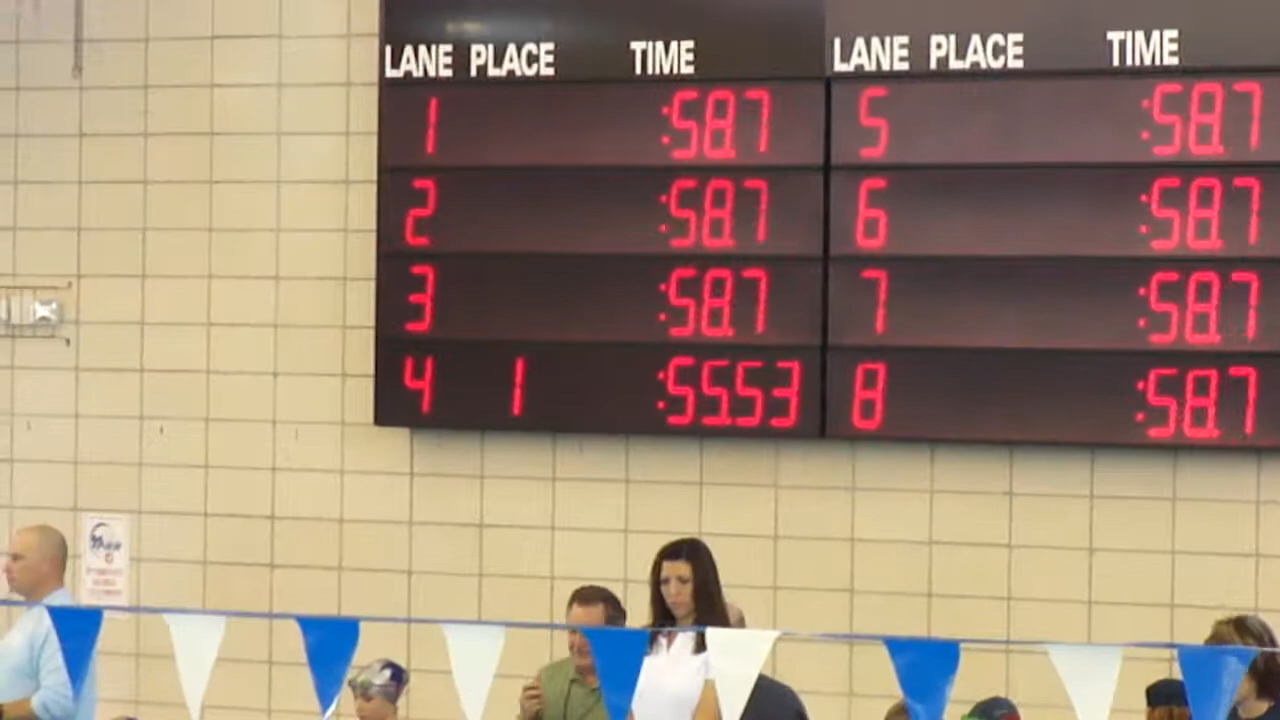 LANE PLACE TIME LANE PLACE TIME
1 :58.7 5 :58.7
2 :58.7 6 :58.7
3 :58.7 7 :58.7
4 1 :55.53 8 :58.7